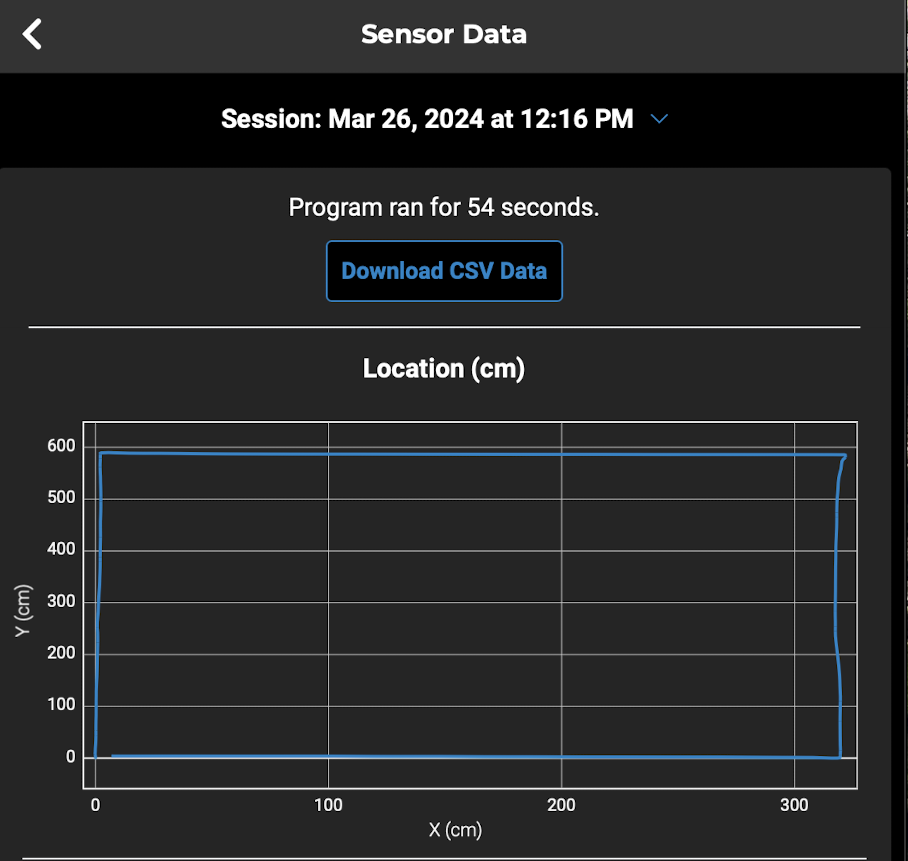 Sensor Data
Session: Mar 26, 2024 at 12:16 PM
Program ran for 54 seconds.
Download CSV Data
Location (cm)
600
500
400
300
200
100
0
Y (cm)
0 100 200 300
X (cm)